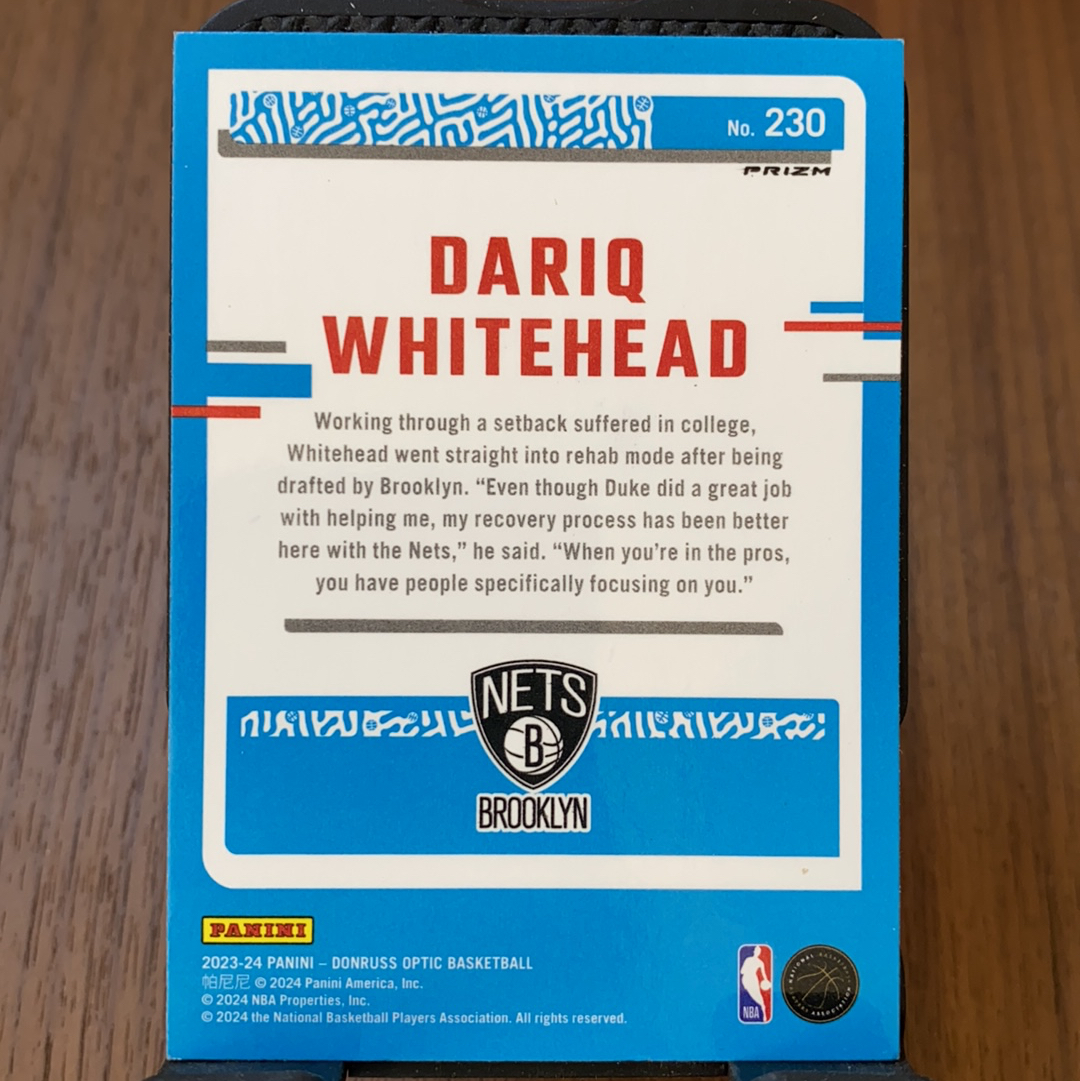 No. 230
PRIZM
DARIQ
WHITEHEAD
Working through a setback suffered in college,
Whitehead went straight into rehab mode after being
drafted by Brooklyn. “Even though Duke did a great job
with helping me, my recovery process has been better
here with the Nets,” he said. “When you’re in the pros,
you have people specifically focusing on you.”
NETS
B
BROOKLYN
PANINI
2023-24 PANINI – DONRUSS OPTIC BASKETBALL
帕尼尼 © 2024 Panini America, Inc.
© 2024 NBA Properties, Inc.
© 2024 the National Basketball Players Association. All rights reserved.
NBA
NATIONAL BASKETBALL
PLAYERS ASSOCIATION